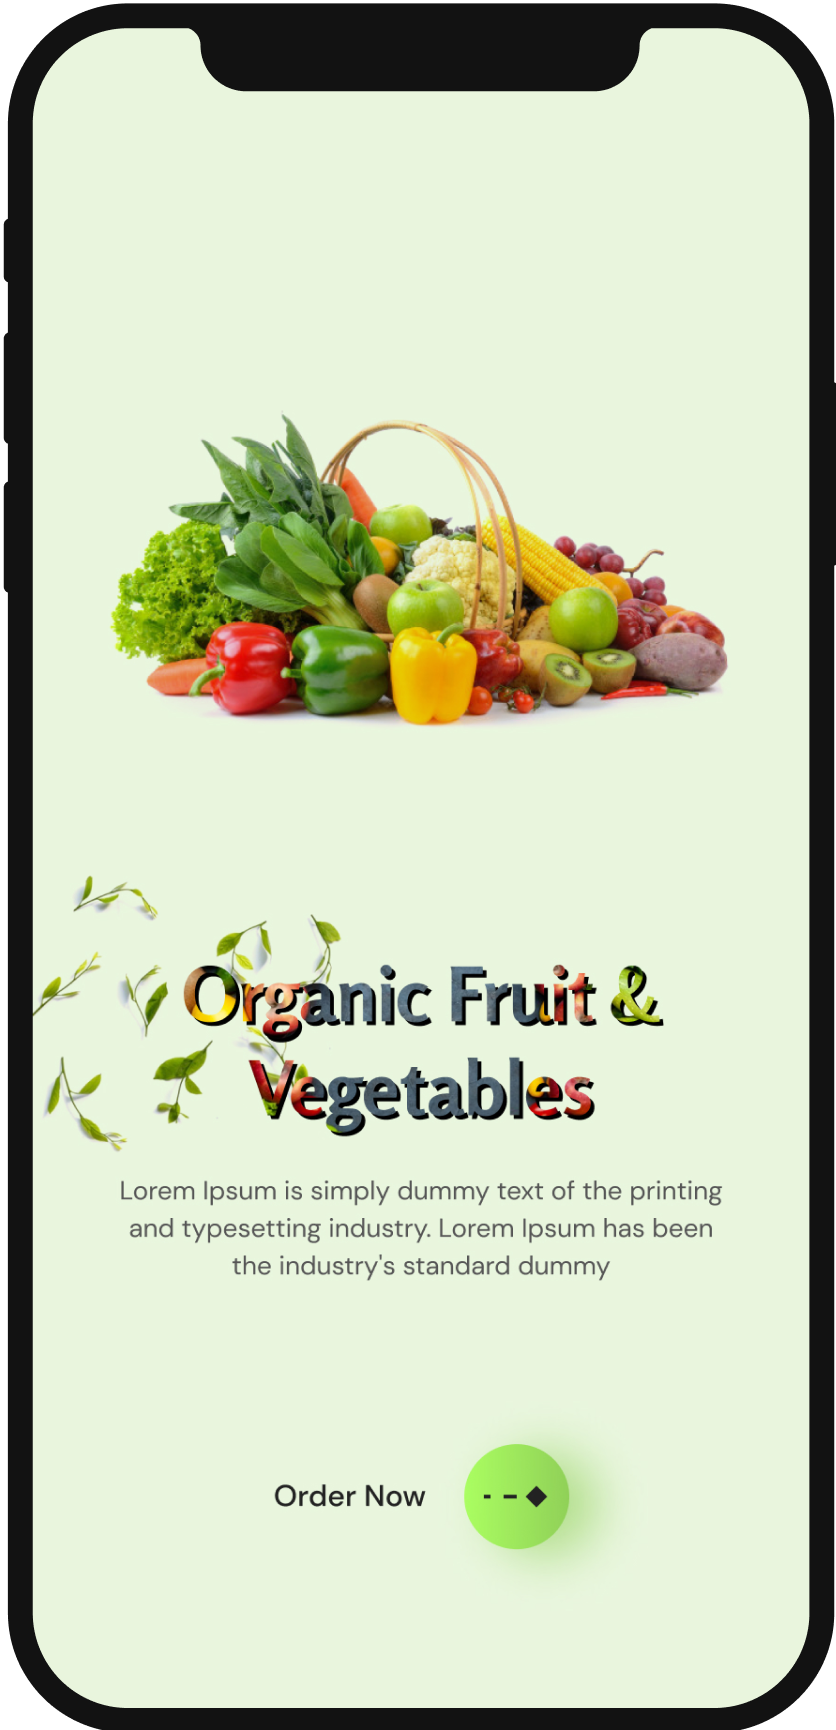 Organic Fruit &
Vegetables
Lorem Ipsum is simply dummy text of the printing
and typesetting industry. Lorem Ipsum has been
the industry's standard dummy
Order Now